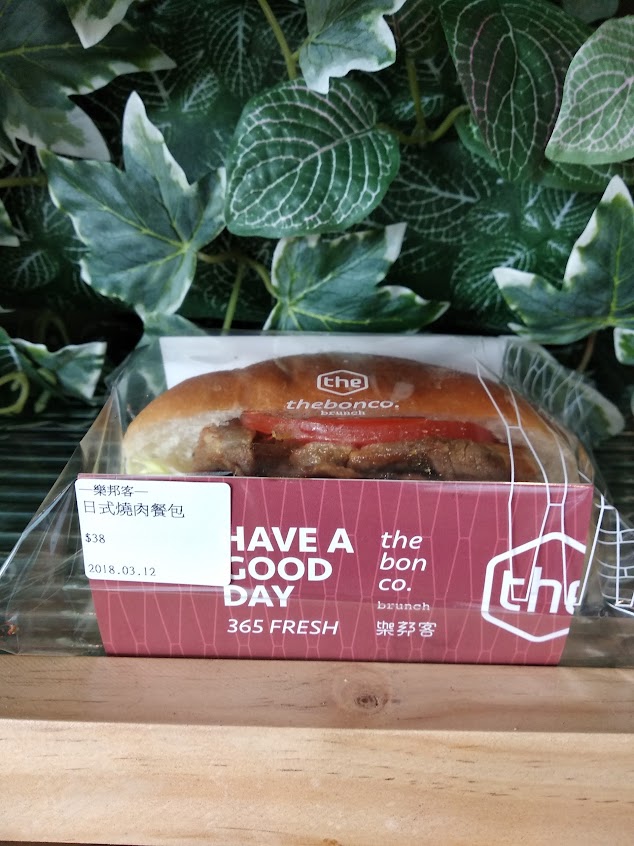 the
thebonco.
brunch
—樂邦客—
日式燒肉餐包
$38
2018.03.12
HAVE A
GOOD
DAY
365 FRESH
the
bon
co.
brunch
樂邦客
the